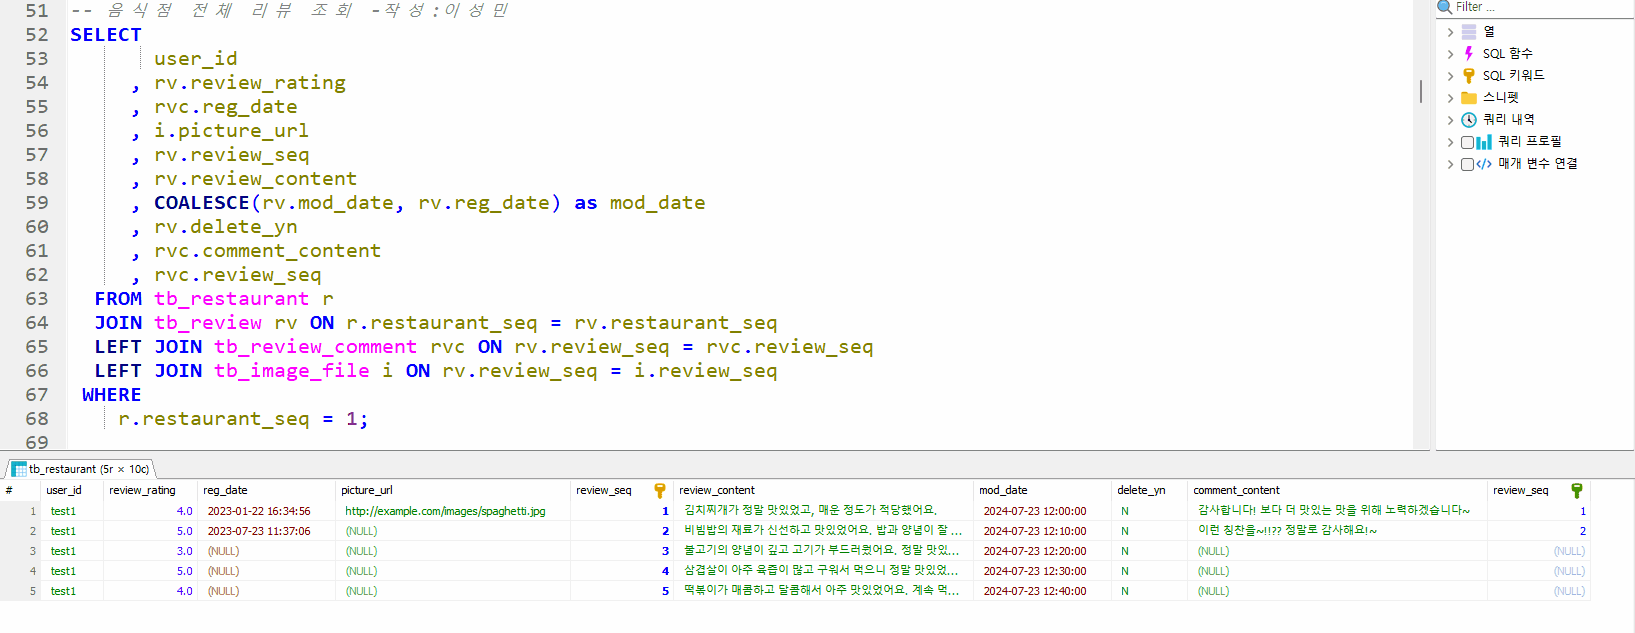 51 -- 음식점 전체 리뷰 조회 -작성:이성민
52 SELECT
53 user_id
54 , rv.review_rating
55 , rvc.reg_date
56 , i.picture_url
57 , rv.review_seq
58 , rv.review_content
59 , COALESCE(rv.mod_date, rv.reg_date) as mod_date
60 , rv.delete_yn
61 , rvc.comment_content
62 , rvc.review_seq
63 FROM tb_restaurant r
64 JOIN tb_review rv ON r.restaurant_seq = rv.restaurant_seq
65 LEFT JOIN tb_review_comment rvc ON rv.review_seq = rvc.review_seq
66 LEFT JOIN tb_image_file i ON rv.review_seq = i.review_seq
67 WHERE
68 r.restaurant_seq = 1;
69
Filter ...
열
SQL 함수
SQL 키워드
스니펫
쿼리 내역
쿼리 프로필
매개 변수 연결
tb_restaurant (5r × 10c)
# user_id review_rating reg_date picture_url review_seq review_content mod_date delete_yn comment_content review_seq
1 test1 4.0 2023-01-22 16:34:56 http://example.com/images/spaghetti.jpg 1 김치찌개가 정말 맛있었고, 매운 정도가 적당했어요. 2024-07-23 12:00:00 N 감사합니다! 보다 더 맛있는 맛을 위해 노력하겠습니다~ 1
2 test1 5.0 2023-07-23 11:37:06 (NULL) 2 비빔밥의 재료가 신선하고 맛있었어요. 밥과 양념이 잘 ... 2024-07-23 12:10:00 N 이런 칭찬을~!!?? 정말로 감사해요!~ 2
3 test1 3.0 (NULL) (NULL) 3 불고기의 양념이 깊고 고기가 부드러웠어요. 정말 맛있... 2024-07-23 12:20:00 N (NULL) (NULL)
4 test1 5.0 (NULL) (NULL) 4 삼겹살이 아주 육즙이 많고 구워서 먹으니 정말 맛있었... 2024-07-23 12:30:00 N (NULL) (NULL)
5 test1 4.0 (NULL) (NULL) 5 떡볶이가 매콤하고 달콤해서 아주 맛있었어요. 계속 먹... 2024-07-23 12:40:00 N (NULL) (NULL)